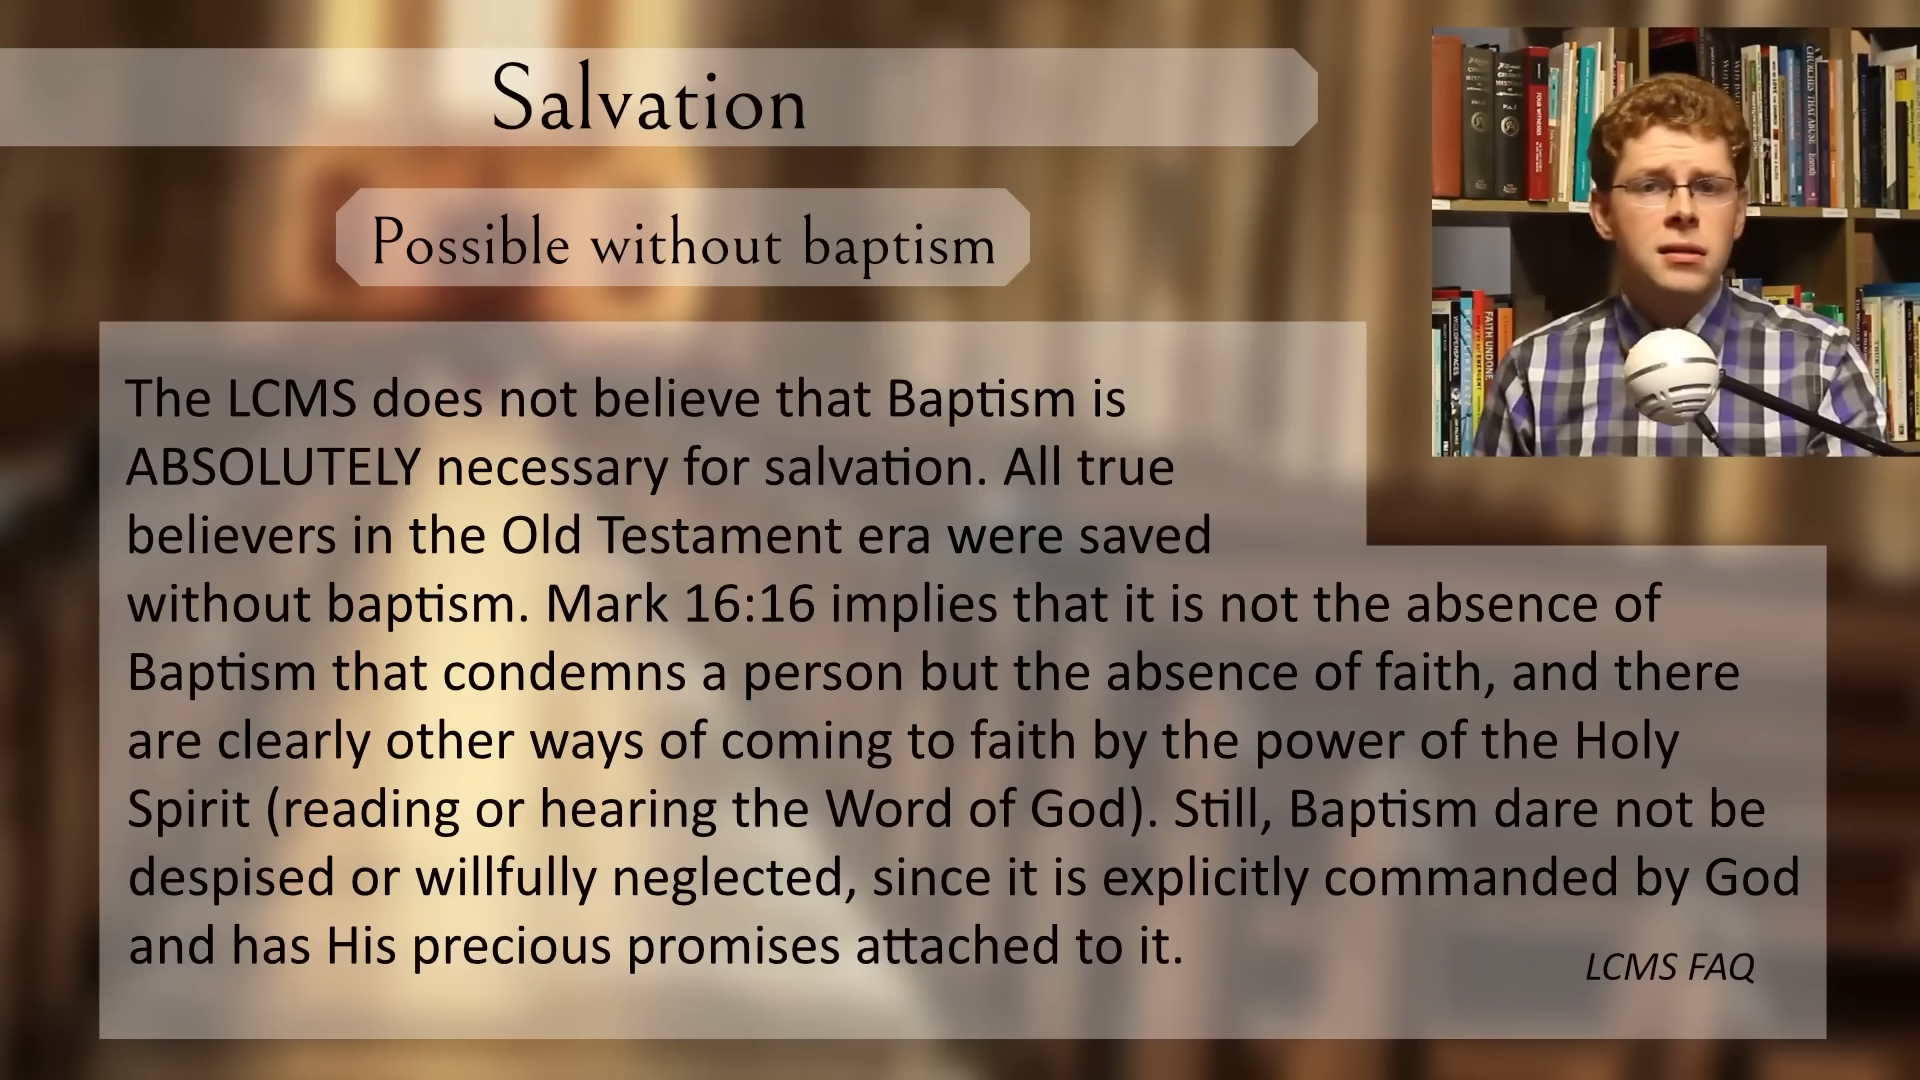 Salvation
Possible without baptism
The LCMS does not believe that Baptism is
ABSOLUTELY necessary for salvation. All true
believers in the Old Testament era were saved
without baptism. Mark 16:16 implies that it is not the absence of
Baptism that condemns a person but the absence of faith, and there
are clearly other ways of coming to faith by the power of the Holy
Spirit (reading or hearing the Word of God). Still, Baptism dare not be
despised or willfully neglected, since it is explicitly commanded by God
and has His precious promises attached to it.
LCMS FAQ
FAITH UNDONE